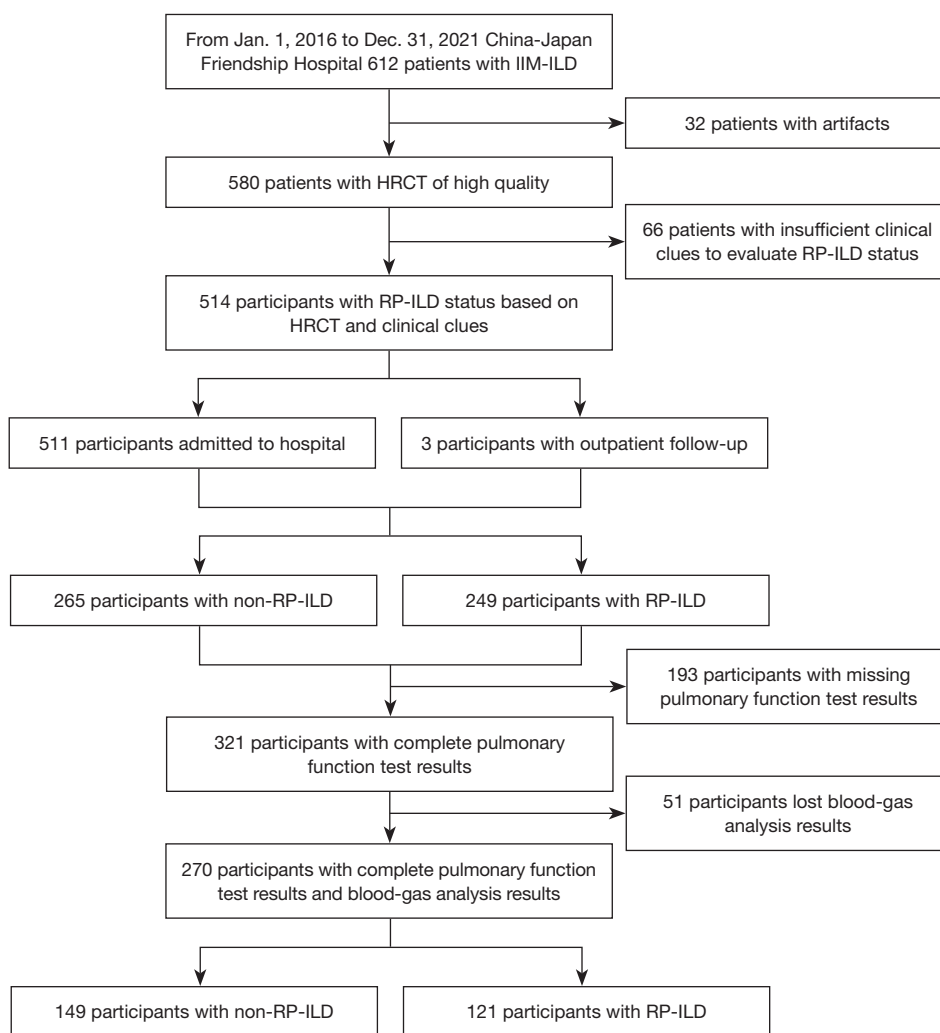 From Jan. 1, 2016 to Dec. 31, 2021 China-Japan
Friendship Hospital 612 patients with IIM-ILD
32 patients with artifacts
580 patients with HRCT of high quality
66 patients with insufficient clinical
clues to evaluate RP-ILD status
514 participants with RP-ILD status based on
HRCT and clinical clues
511 participants admitted to hospital
3 participants with outpatient follow-up
265 participants with non-RP-ILD
249 participants with RP-ILD
193 participants with missing
pulmonary function test results
321 participants with complete pulmonary
function test results
51 participants lost blood-gas
analysis results
270 participants with complete pulmonary function
test results and blood-gas analysis results
149 participants with non-RP-ILD
121 participants with RP-ILD